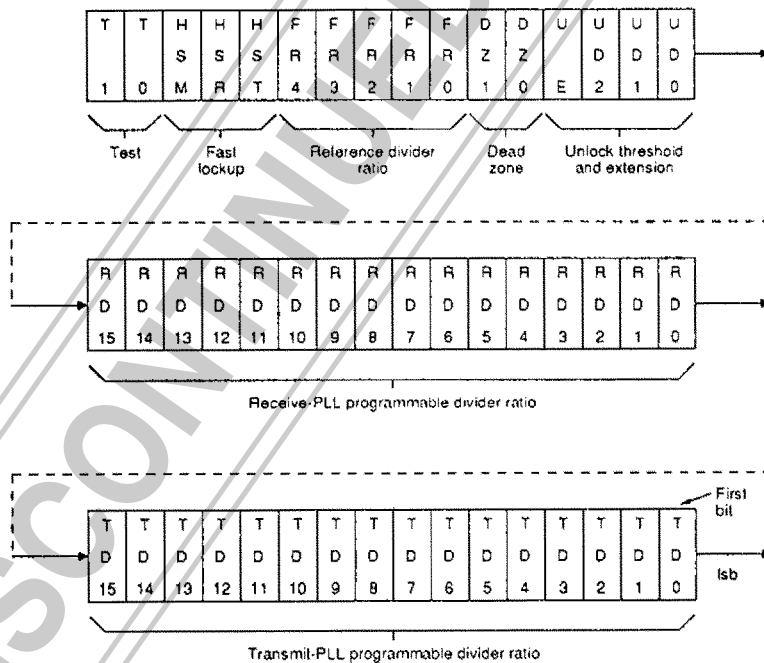 T T H H H F F F F F D D U U U U
S S S R R R R R Z Z D D D
1 0 M R T 4 3 2 1 0 1 0 E 2 1 0
Test
Fast
lockup
Reference divider
ratio
Dead
zone
Unlock threshold
and extension
R R R R R R R R R R R R R R R R
D D D D D D D D D D D D D D D D
15 14 13 12 11 10 9 8 7 6 5 4 3 2 1 0
Receive-PLL programmable divider ratio
First
bit
T T T T T T T T T T T T T T T T
D D D D D D D D D D D D D D D D
lsb
15 14 13 12 11 10 9 8 7 6 5 4 3 2 1 0
Transmit-PLL programmable divider ratio
ISCONTINUED